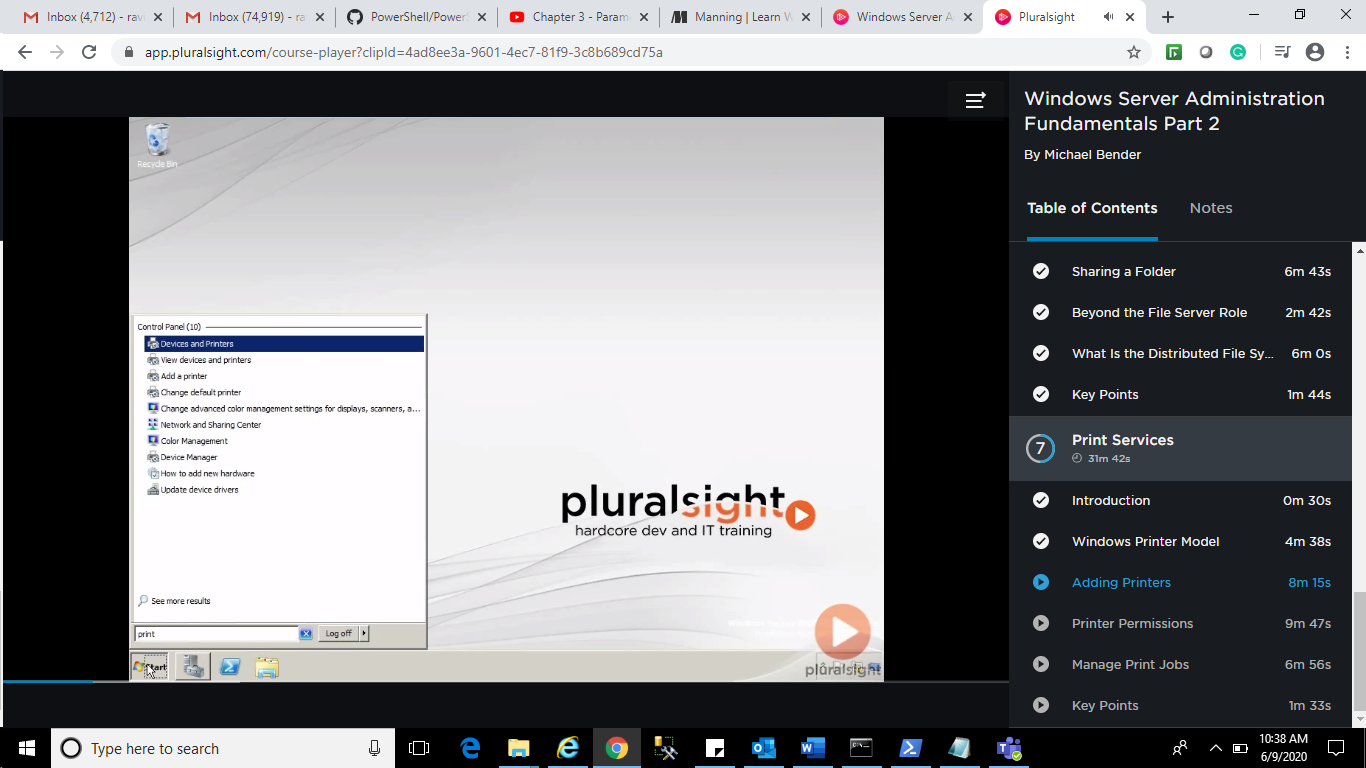 Inbox (4,712) - rav
Inbox (74,919) - ra
PowerShell/Power
Chapter 3 - Param
Manning | Learn W
Windows Server A
Pluralsight
app.pluralsight.com/course-player?clipId=4ad8ee3a-9601-4ec7-81f9-3c8b689cd75a
Windows Server Administration
Fundamentals Part 2
By Michael Bender
Table of Contents
Notes
Sharing a Folder 6m 43s
Beyond the File Server Role 2m 42s
What Is the Distributed File Sy... 6m 0s
Key Points 1m 44s
7 Print Services
31m 42s
Introduction 0m 30s
Windows Printer Model 4m 38s
Adding Printers 8m 15s
Printer Permissions 9m 47s
Manage Print Jobs 6m 56s
Key Points 1m 33s
Recycle Bin
Control Panel (10)
Devices and Printers
View devices and printers
Add a printer
Change default printer
Change advanced color management settings for displays, scanners, a...
Network and Sharing Center
Color Management
Device Manager
How to add new hardware
Update device drivers
See more results
print
Log off
Start
pluralsight
hardcore dev and IT training
pluralsight
Type here to search
10:38 AM
6/9/2020